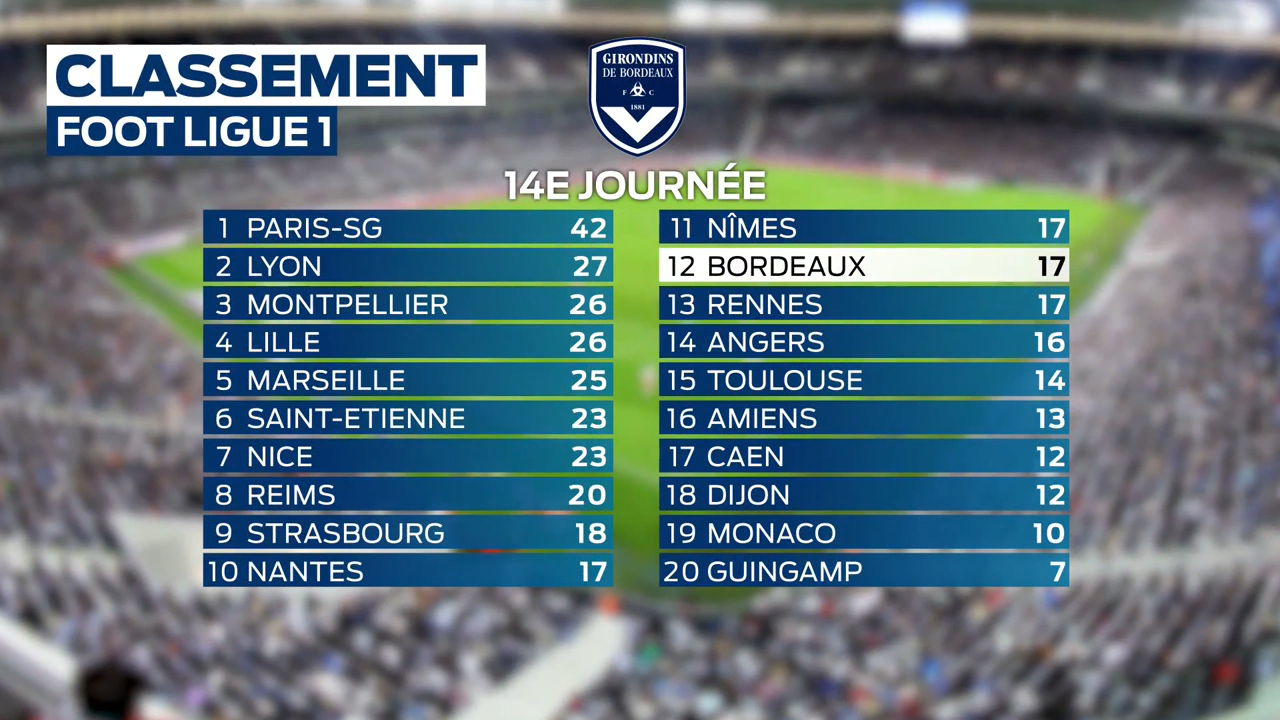 CLASSEMENT
FOOT LIGUE 1
GIRONDINS
DE BORDEAUX
F C
1881
14E JOURNÉE
1 PARIS-SG 42
2 LYON 27
3 MONTPELLIER 26
4 LILLE 26
5 MARSEILLE 25
6 SAINT-ETIENNE 23
7 NICE 23
8 REIMS 20
9 STRASBOURG 18
10 NANTES 17
11 NÎMES 17
12 BORDEAUX 17
13 RENNES 17
14 ANGERS 16
15 TOULOUSE 14
16 AMIENS 13
17 CAEN 12
18 DIJON 12
19 MONACO 10
20 GUINGAMP 7